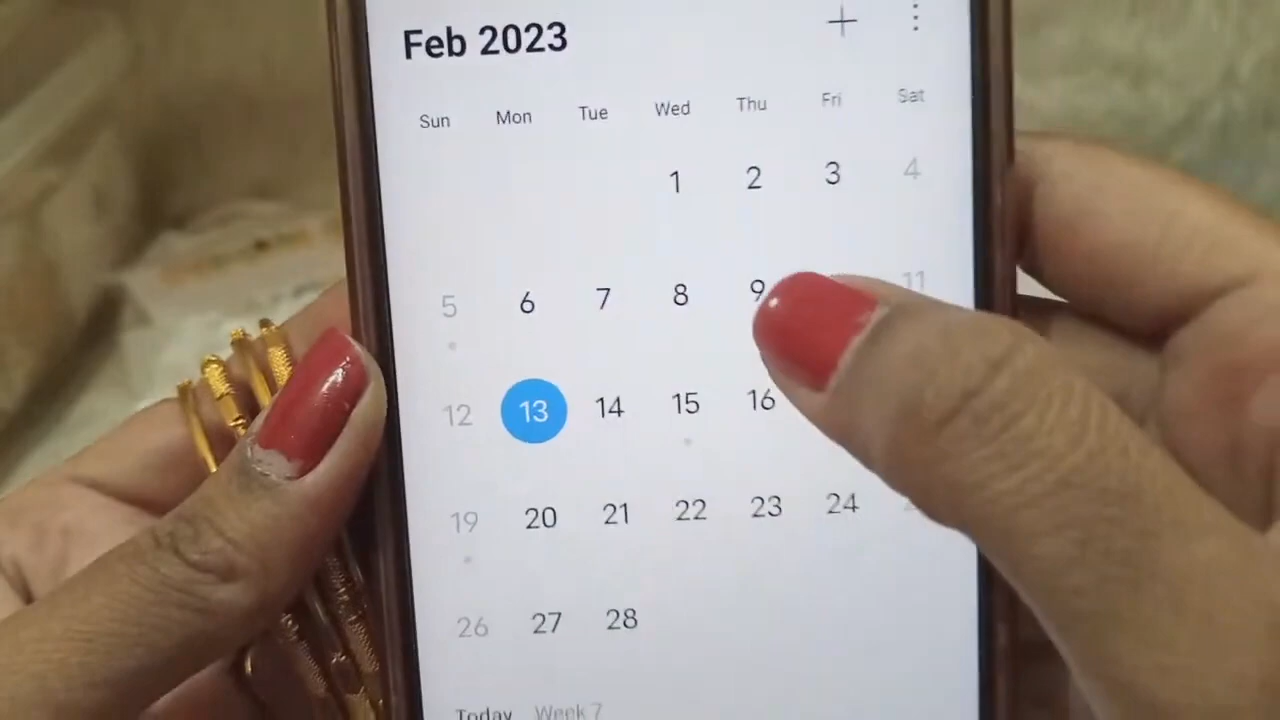 Feb 2023 +
Sun Mon Tue Wed Thu Fri Sat
1 2 3 4
5 6 7 8 9 11
12 13 14 15 16
19 20 21 22 23 24
26 27 28
Today Week 7